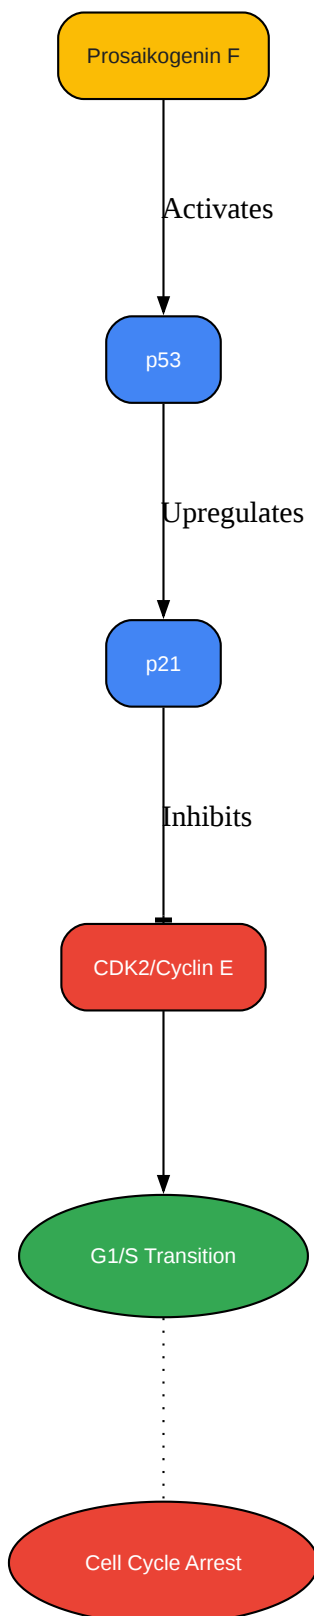 Prosaikogenin F
Activates
p53
Upregulates
p21
Inhibits
CDK2/Cyclin E
G1/S Transition
Cell Cycle Arrest